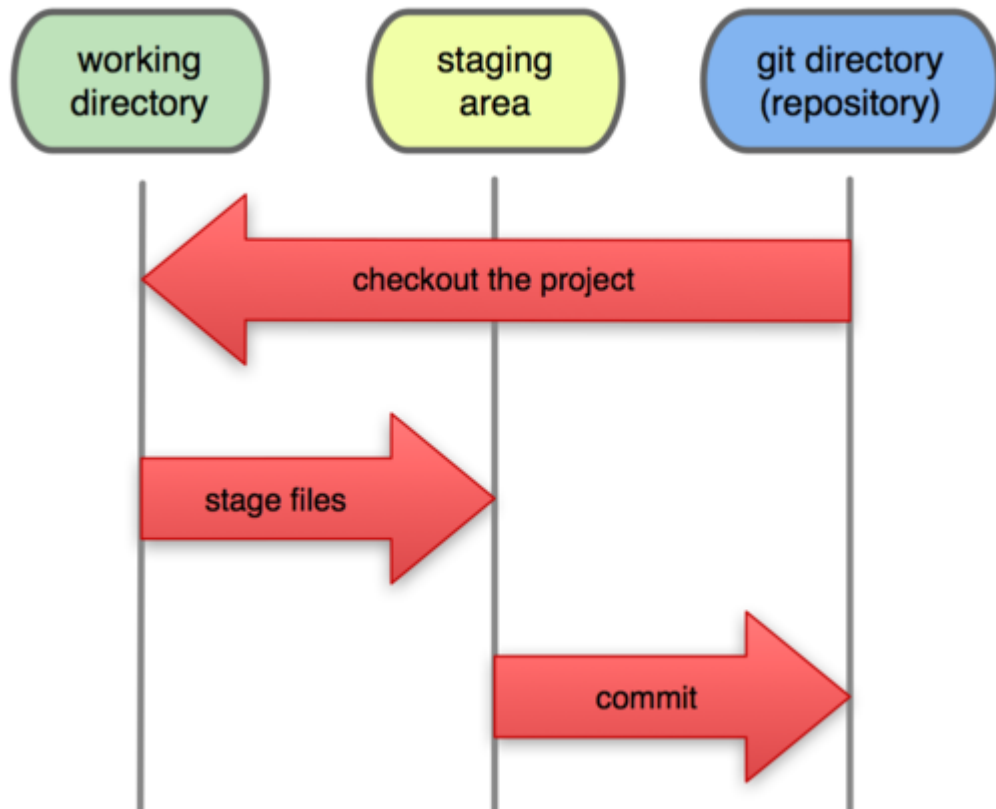 working
directory
staging
area
git directory
(repository)
checkout the project
stage files
commit